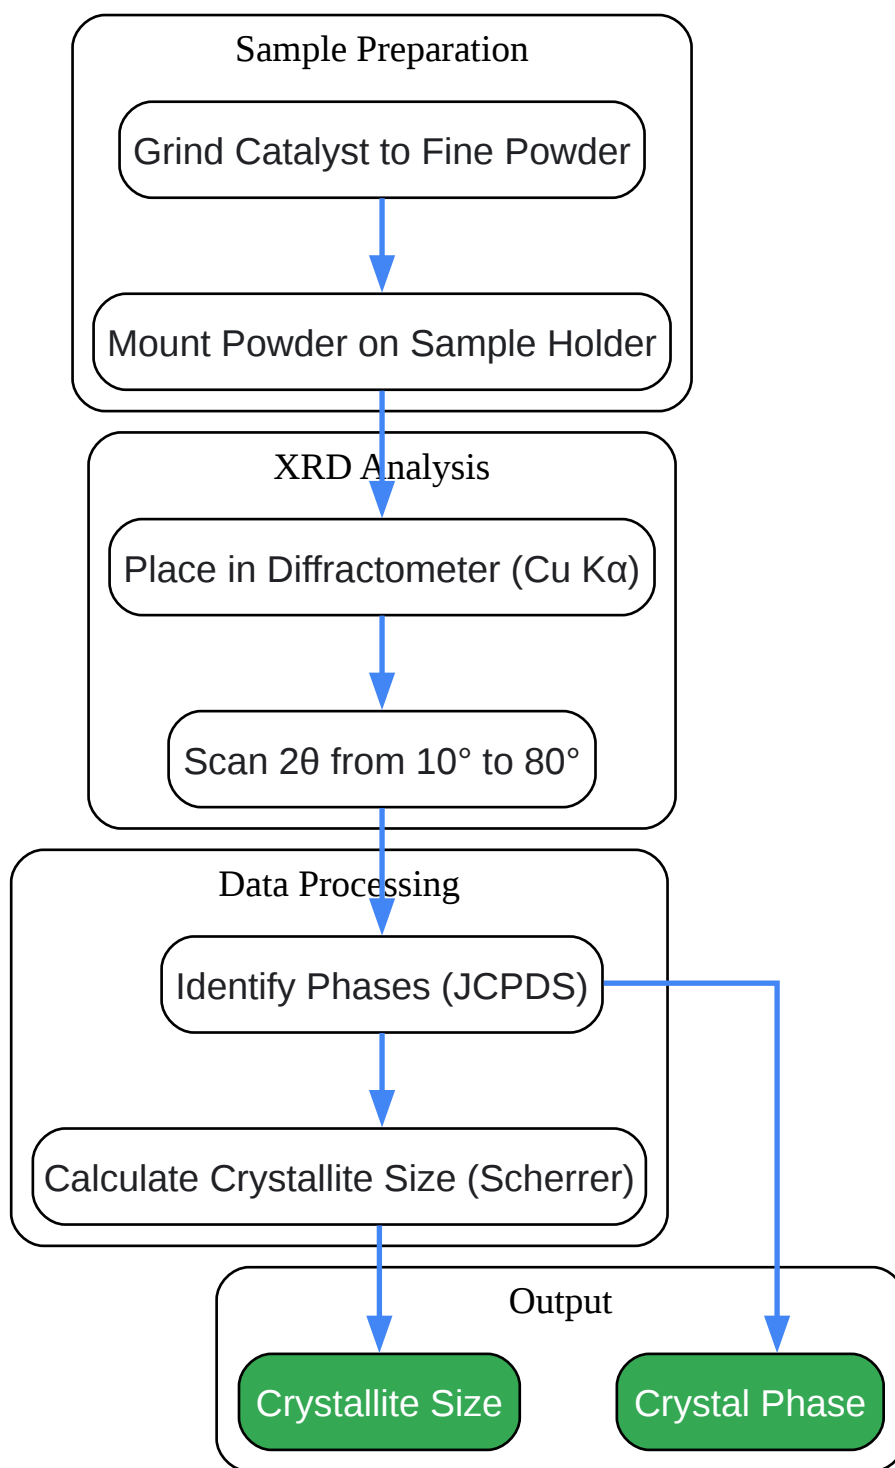 Sample Preparation
Grind Catalyst to Fine Powder
Mount Powder on Sample Holder
XRD Analysis
Place in Diffractometer (Cu Kα)
Scan 2θ from 10° to 80°
Data Processing
Identify Phases (JCPDS)
Calculate Crystallite Size (Scherrer)
Output
Crystallite Size
Crystal Phase